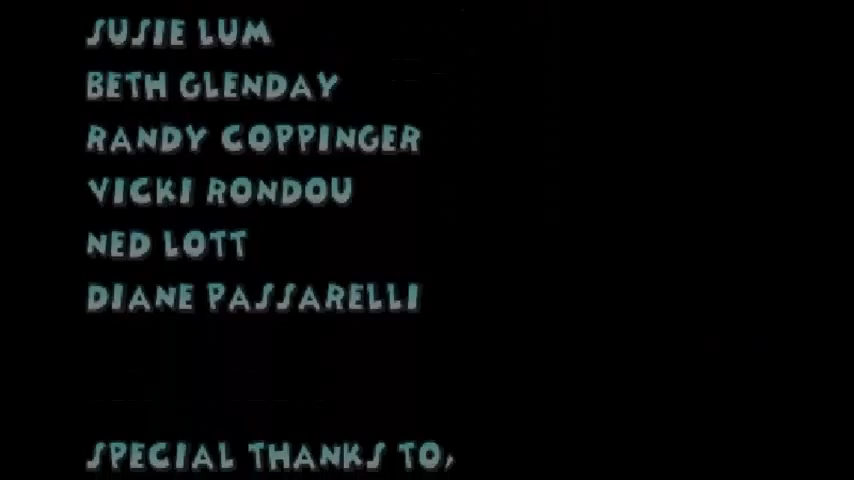 SUSIE LUM
BETH GLENDAY
RANDY COPPINGER
VICKI RONDOU
NED LOTT
DIANE PASSARELLI
SPECIAL THANKS TO,